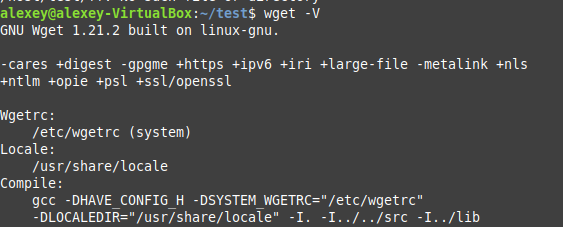 alexey@alexey-VirtualBox:~/test$ wget -V
GNU Wget 1.21.2 built on linux-gnu.
-cares +digest -gpgme +https +ipv6 +iri +large-file -metalink +nls
+ntlm +opie +psl +ssl/openssl
Wgetrc:
    /etc/wgetrc (system)
Locale:
    /usr/share/locale
Compile:
    gcc -DHAVE_CONFIG_H -DSYSTEM_WGETRC="/etc/wgetrc"
    -DLOCALEDIR="/usr/share/locale" -I. -I../../src -I../lib